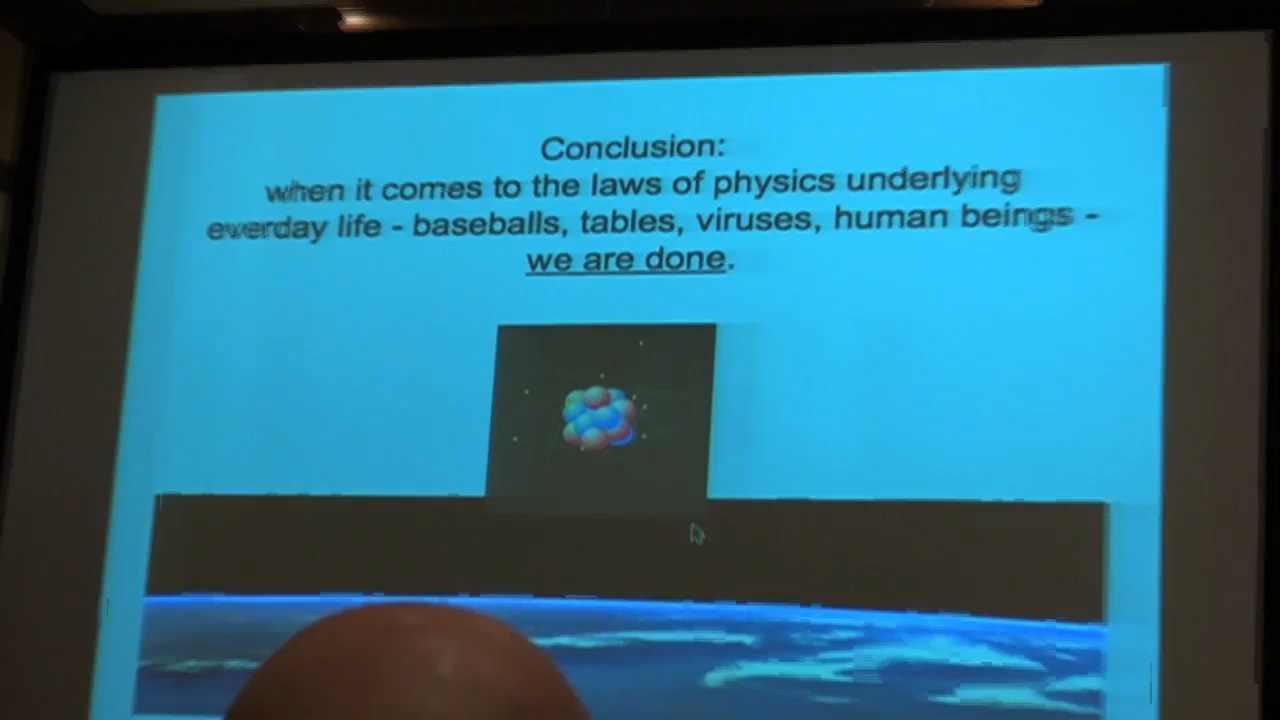 Conclusion:
when it comes to the laws of physics underlying
everday life - baseballs, tables, viruses, human beings -
we are done.